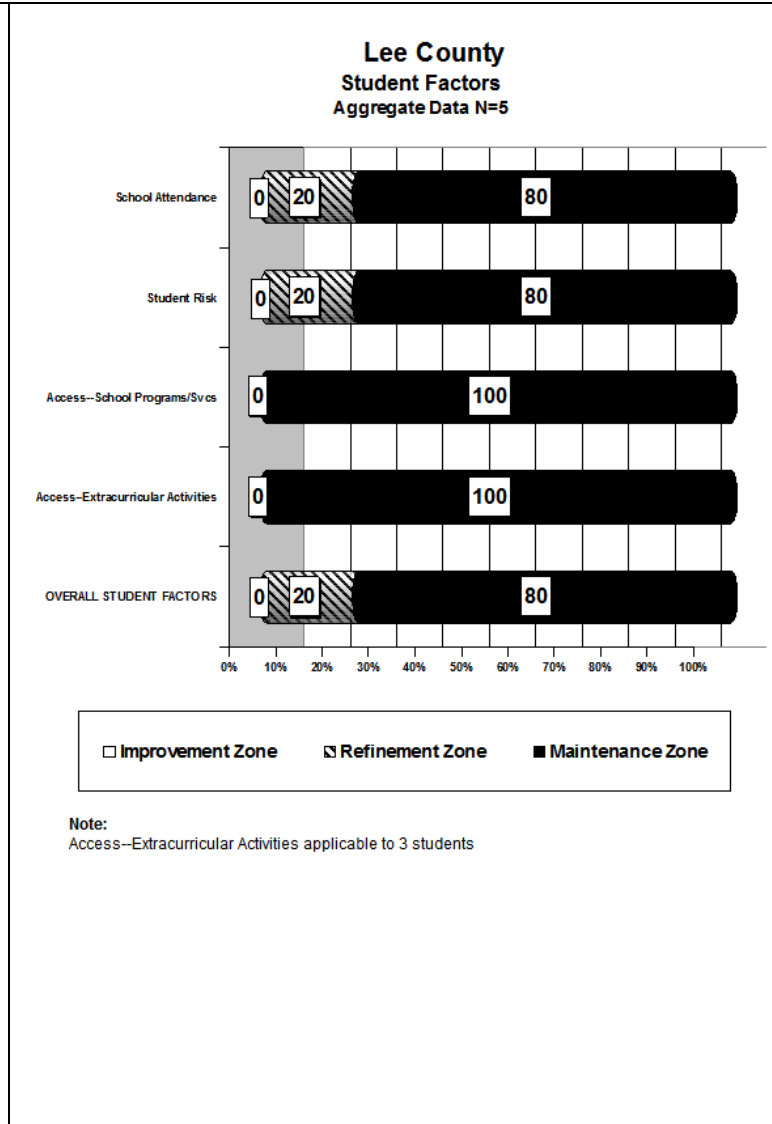 Lee County
Student Factors
Aggregate Data N=5
School Attendance
0 20 80
Student Risk
0 20 80
Access--School Programs/Svcs
0 100
Access--Extracurricular Activities
0 100
OVERALL STUDENT FACTORS
0 20 80
0% 10% 20% 30% 40% 50% 60% 70% 80% 90% 100%
Improvement Zone Refinement Zone Maintenance Zone
Note:
Access--Extracurricular Activities applicable to 3 students